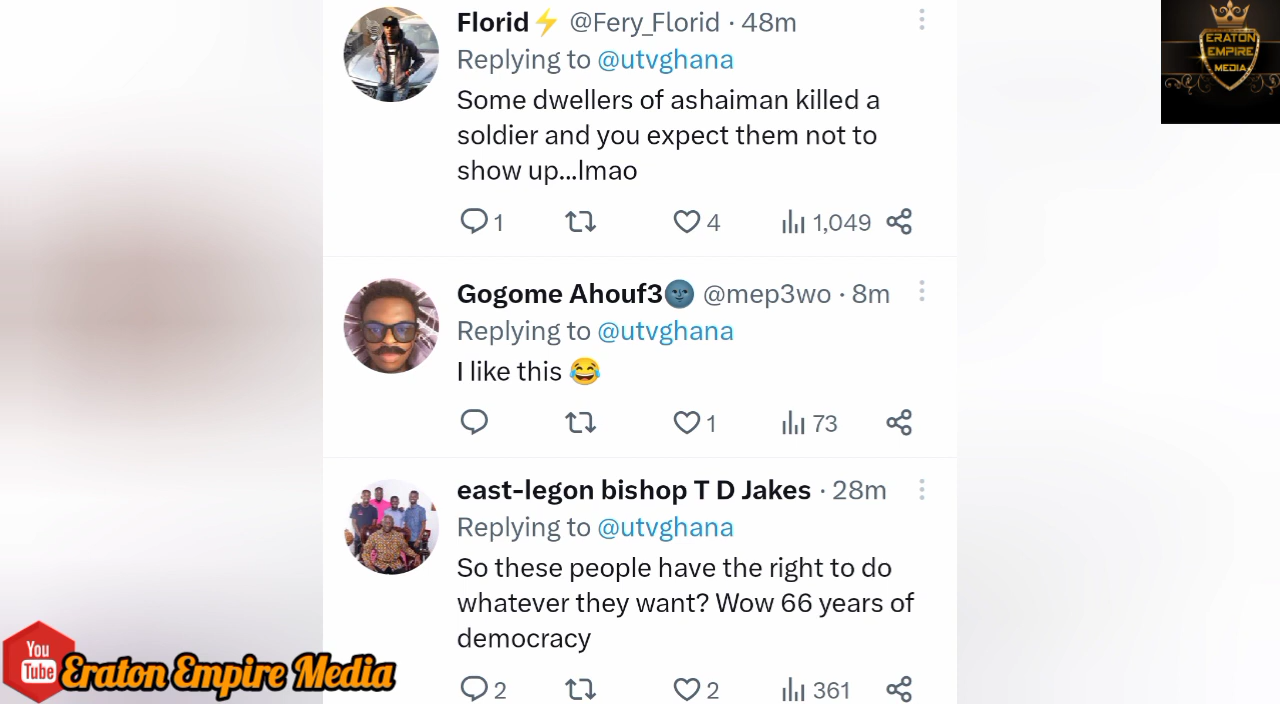 Florid⚡ @Fery_Florid · 48m
Replying to @utvghana
Some dwellers of ashaiman killed a
soldier and you expect them not to
show up...lmao
1 4 1,049
Gogome Ahouf3🌚 @mep3wo · 8m
Replying to @utvghana
I like this 😂
1 73
east-legon bishop T D Jakes · 28m
Replying to @utvghana
So these people have the right to do
whatever they want? Wow 66 years of
democracy
2 2 361
ERATON
EMPIRE
MEDIA
You
Tube
Eraton Empire Media